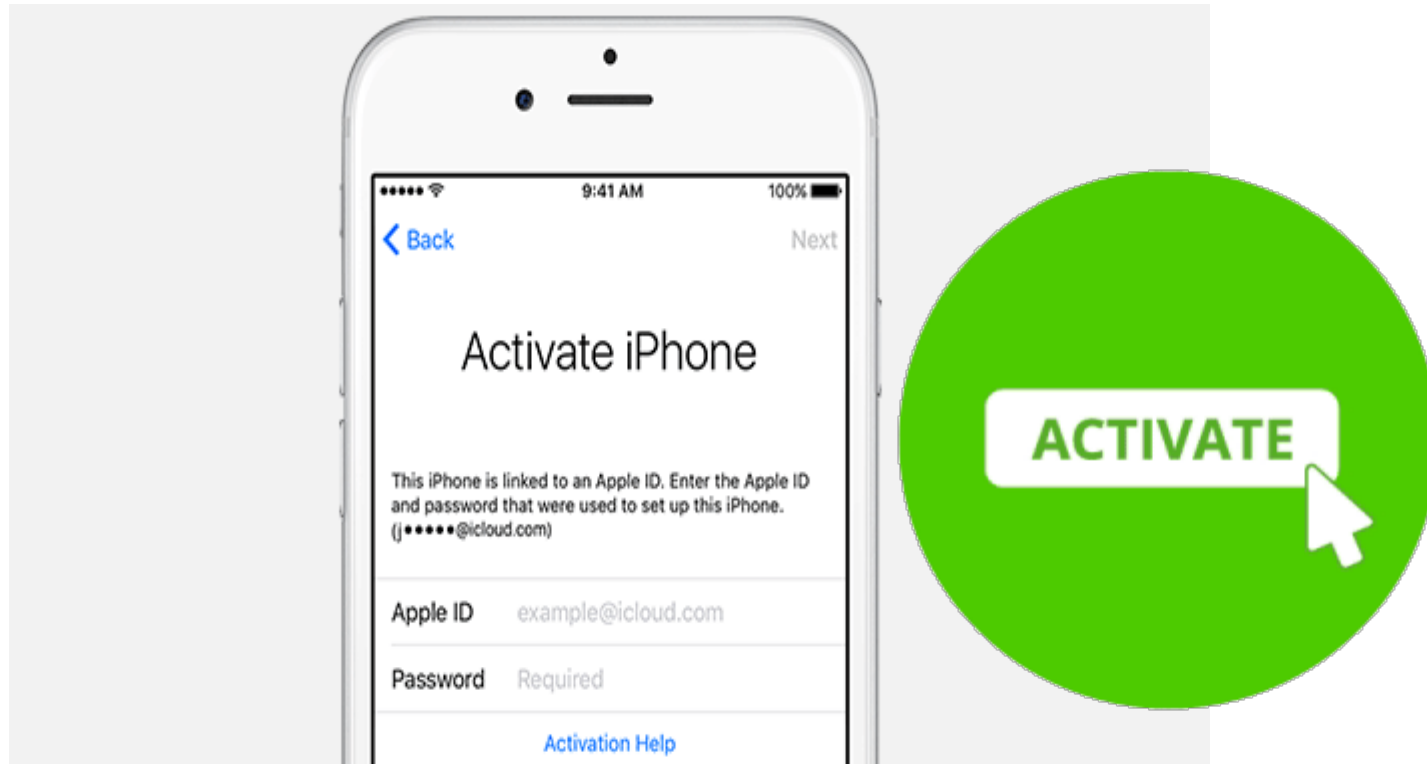 9:41 AM
100%
Back
Next
Activate iPhone
This iPhone is linked to an Apple ID. Enter the Apple ID
and password that were used to set up this iPhone.
(j•••••@icloud.com)
Apple ID example@icloud.com
Password Required
Activation Help
ACTIVATE